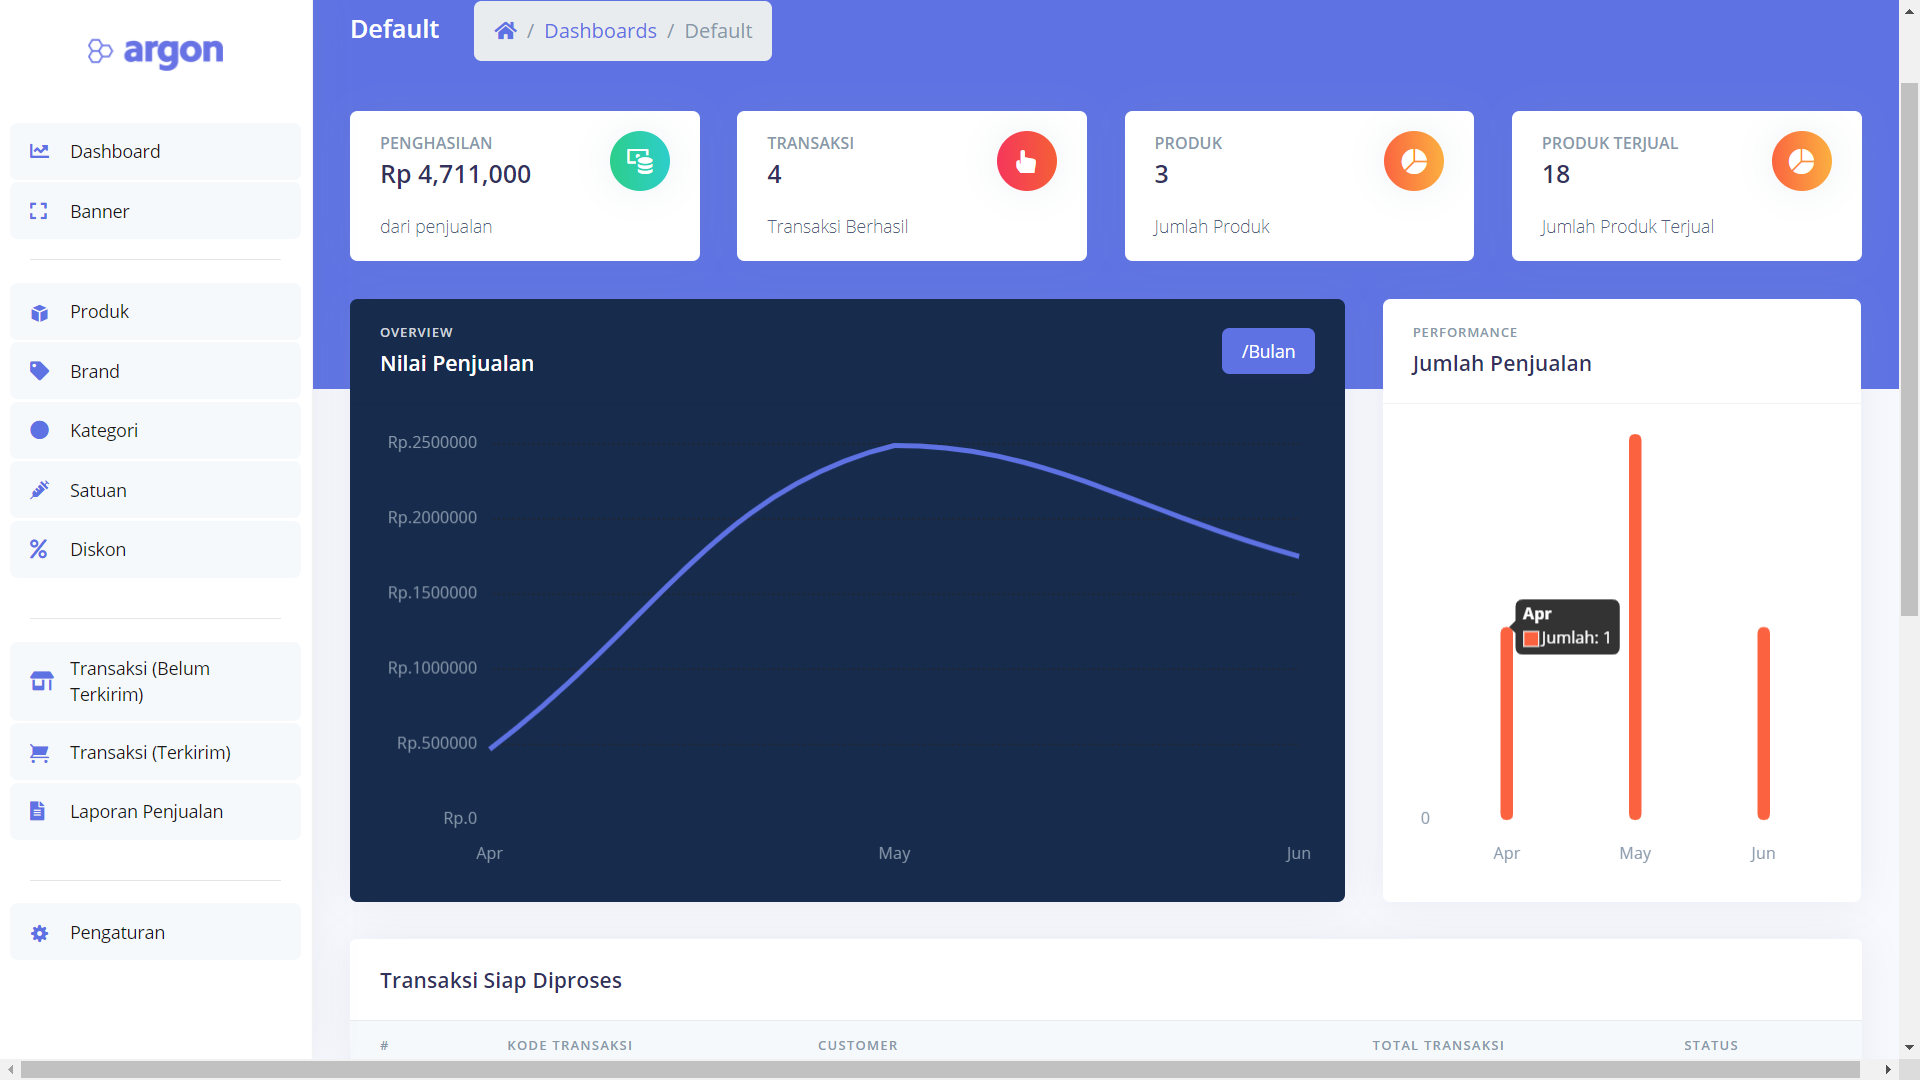 argon
Dashboard
Banner
Produk
Brand
Kategori
Satuan
Diskon
Transaksi (Belum
Terkirim)
Transaksi (Terkirim)
Laporan Penjualan
Pengaturan
Default
/ Dashboards / Default
PENGHASILAN
Rp 4,711,000
dari penjualan
TRANSAKSI
4
Transaksi Berhasil
PRODUK
3
Jumlah Produk
PRODUK TERJUAL
18
Jumlah Produk Terjual
OVERVIEW
Nilai Penjualan
/Bulan
Rp.2500000
Rp.2000000
Rp.1500000
Rp.1000000
Rp.500000
Rp.0
Apr May Jun
PERFORMANCE
Jumlah Penjualan
Apr
Jumlah: 1
0
Apr May Jun
Transaksi Siap Diproses
# KODE TRANSAKSI CUSTOMER TOTAL TRANSAKSI STATUS